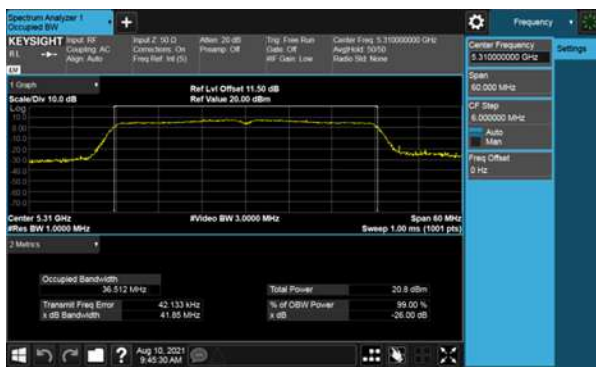 Spectrum Analyzer 1
Occupied BW
Frequency
KEYSIGHT
Input: RF
Coupling: AC
Align: Auto
Input Z: 50 Ω
Corrections: On
Freq Ref: Int (S)
Atten: 20 dB
Preamp: Off
Trig: Free Run
Gate: Off
#IF Gain: Low
Center Freq: 5.310000000 GHz
Avg|Hold: 50/50
Radio Std: None
Center Frequency
5.310000000 GHz
Settings
Span
60.000 MHz
CF Step
6.000000 MHz
Auto
Man
Freq Offset
0 Hz
1 Graph
Scale/Div 10.0 dB
Ref Lvl Offset 11.50 dB
Ref Value 20.00 dBm
Log
10.0
0.00
-10.0
-20.0
-30.0
-40.0
-50.0
-60.0
-70.0
Center 5.31 GHz
#Res BW 1.0000 MHz
#Video BW 3.0000 MHz
Span 60 MHz
Sweep 1.00 ms (1001 pts)
2 Metrics
Occupied Bandwidth
36.512 MHz
Total Power
20.8 dBm
Transmit Freq Error
42.133 kHz
% of OBW Power
99.00 %
x dB Bandwidth
41.85 MHz
x dB
-26.00 dB
Aug 10, 2021
9:45:30 AM